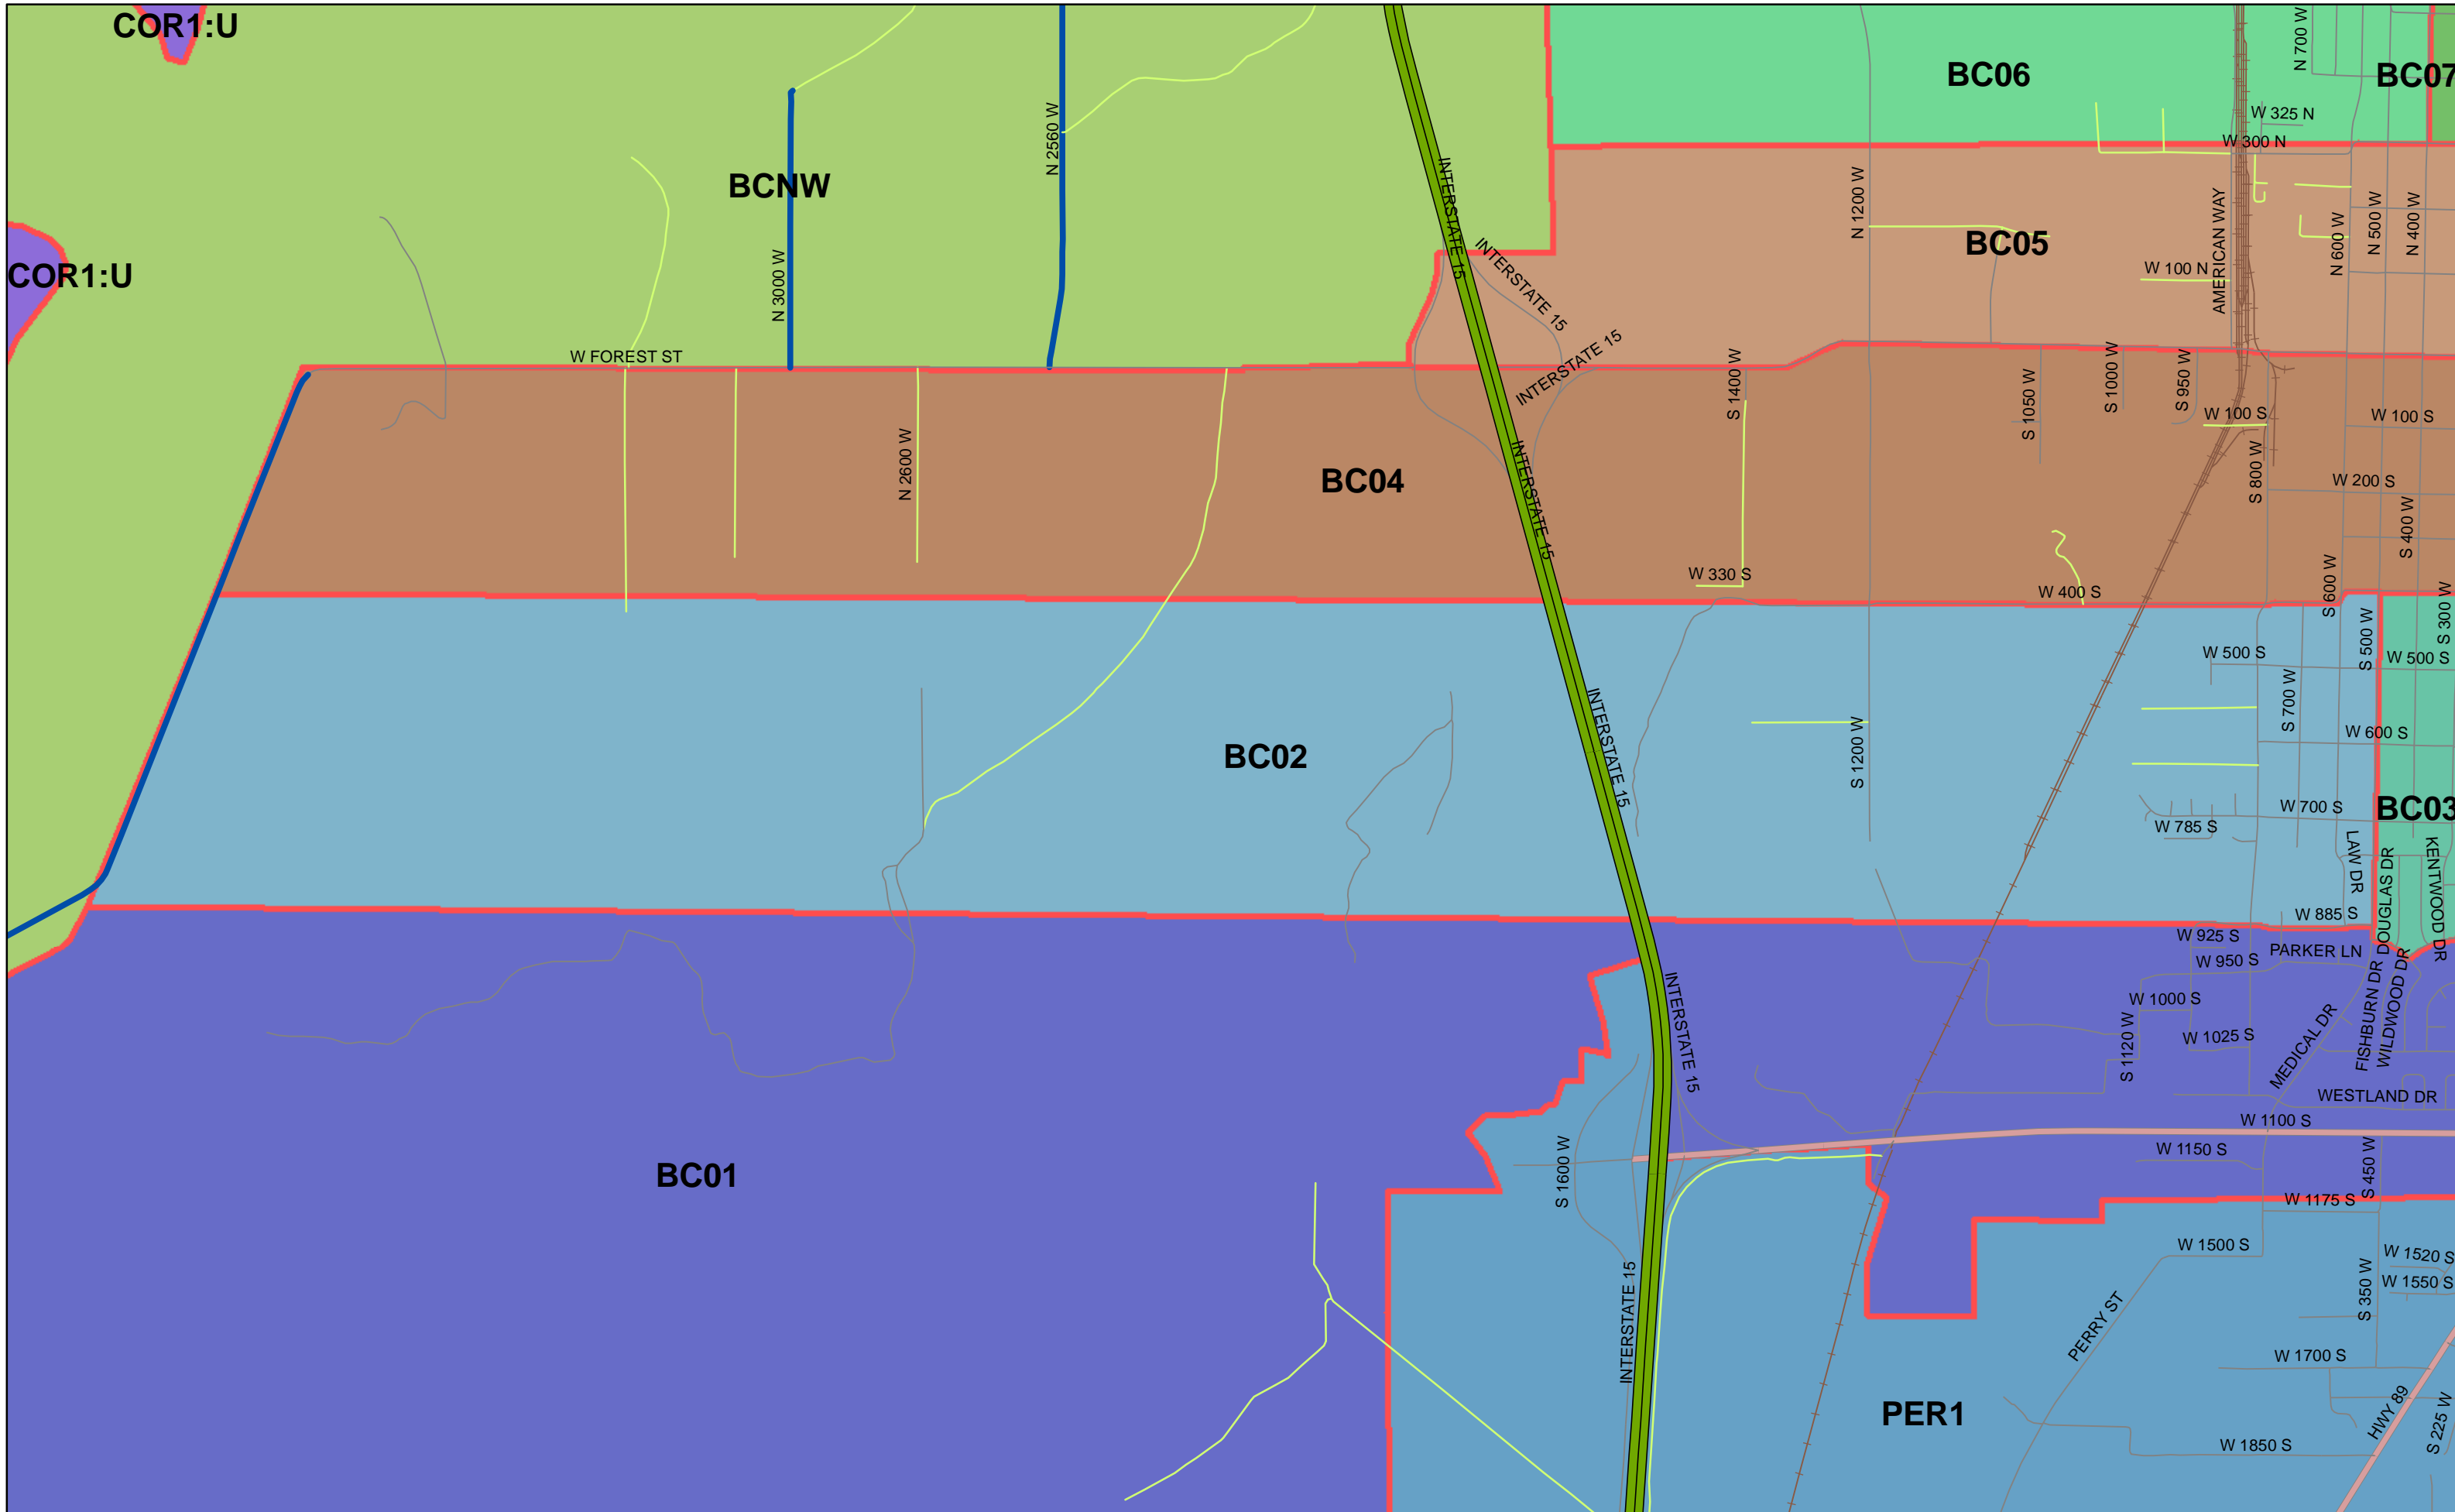 COR1:U
N 700 W
BC06
BC07
W 325 N
W 300 N
N 2560 W
BCNW
INTERSTATE 15
N 1200 W
AMERICAN WAY
N 600 W
N 500 W
N 400 W
BC05
COR1:U
N 3000 W
INTERSTATE 15
W 100 N
W FOREST ST
INTERSTATE 15
S 1400 W
S 1050 W
S 1000 W
S 950 W
W 100 S
W 100 S
N 2600 W
BC04
INTERSTATE 15
S 800 W
W 200 S
S 400 W
W 330 S
W 400 S
S 600 W
S 500 W
S 300 W
W 500 S
W 500 S
BC02
INTERSTATE 15
S 1200 W
S 700 W
W 600 S
W 700 S
BC03
W 785 S
LAW DR
DOUGLAS DR
KENTWOOD DR
W 885 S
W 925 S
PARKER LN
W 950 S
INTERSTATE 15
W 1000 S
S 1120 W
W 1025 S
MEDICAL DR
FISHBURN DR
WILDWOOD DR
WESTLAND DR
W 1100 S
BC01
S 1600 W
W 1150 S
S 450 W
W 1175 S
W 1500 S
W 1520 S
W 1550 S
INTERSTATE 15
S 350 W
PERRY ST
W 1700 S
PER1
HWY 89
S 225 W
W 1850 S